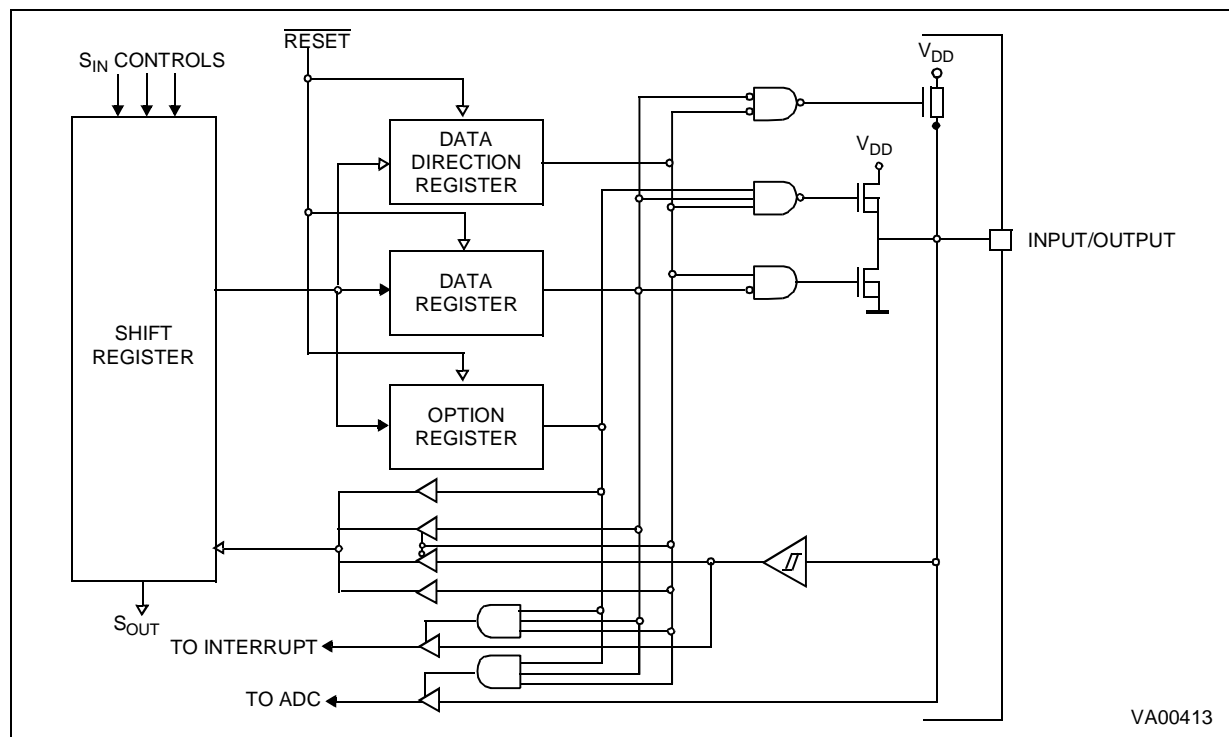 RESET
S_IN CONTROLS
V_DD
DATA
DIRECTION
REGISTER
V_DD
INPUT/OUTPUT
DATA
REGISTER
SHIFT
REGISTER
OPTION
REGISTER
S_OUT
TO INTERRUPT
TO ADC
VA00413